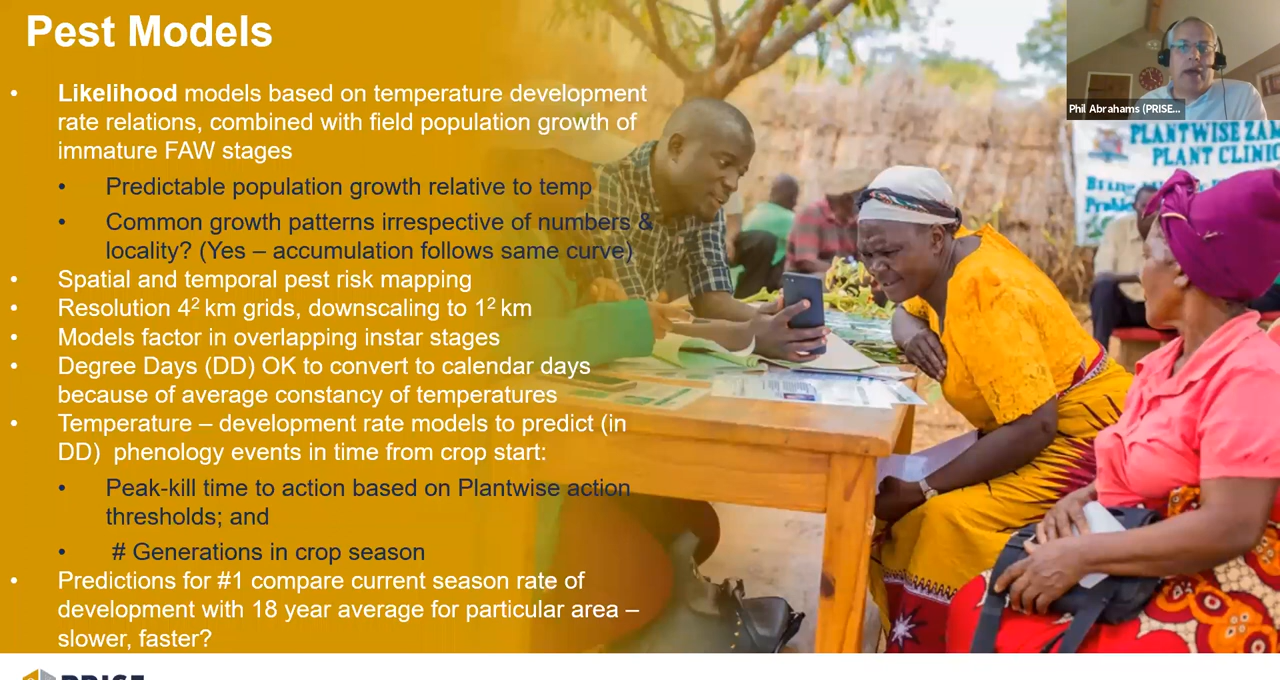 Pest Models
• Likelihood models based on temperature development
rate relations, combined with field population growth of
immature FAW stages
• Predictable population growth relative to temp
• Common growth patterns irrespective of numbers &
locality? (Yes – accumulation follows same curve)
• Spatial and temporal pest risk mapping
• Resolution 4² km grids, downscaling to 1² km
• Models factor in overlapping instar stages
• Degree Days (DD) OK to convert to calendar days
because of average constancy of temperatures
• Temperature – development rate models to predict (in
DD) phenology events in time from crop start:
• Peak-kill time to action based on Plantwise action
thresholds; and
• # Generations in crop season
• Predictions for #1 compare current season rate of
development with 18 year average for particular area –
slower, faster?
Phil Abrahams (PRISE...
PLANTWISE ZAM
PLANT CLINIC
PRISE